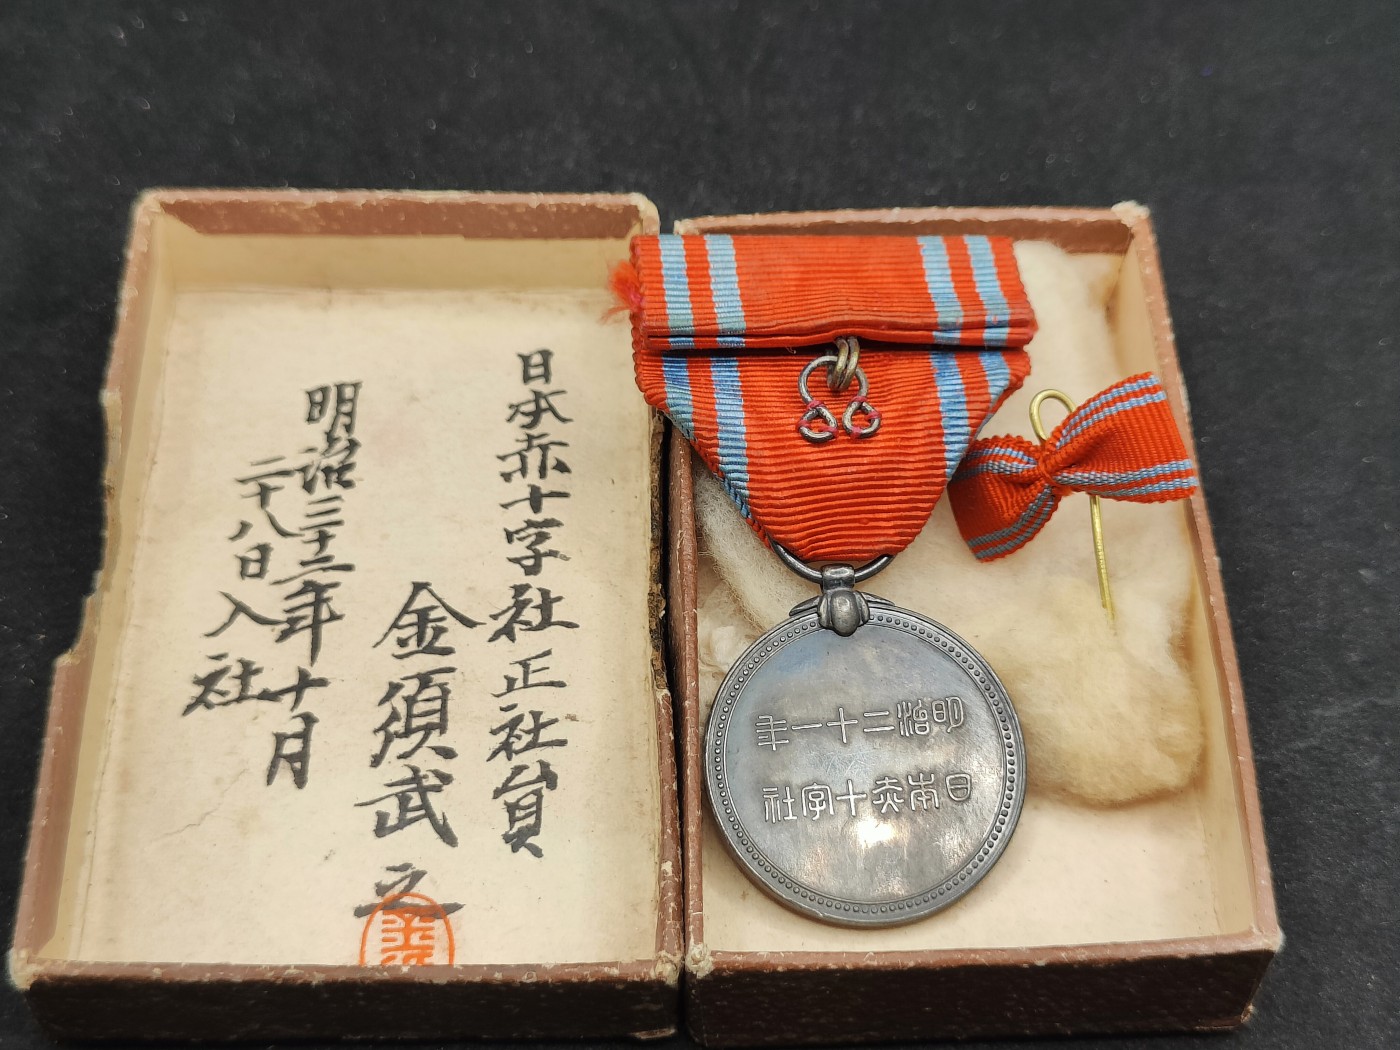 日本赤十字社正社員
金須武之
明治三十三年十月
二十八日入社
明治二十一年
日本赤十字社